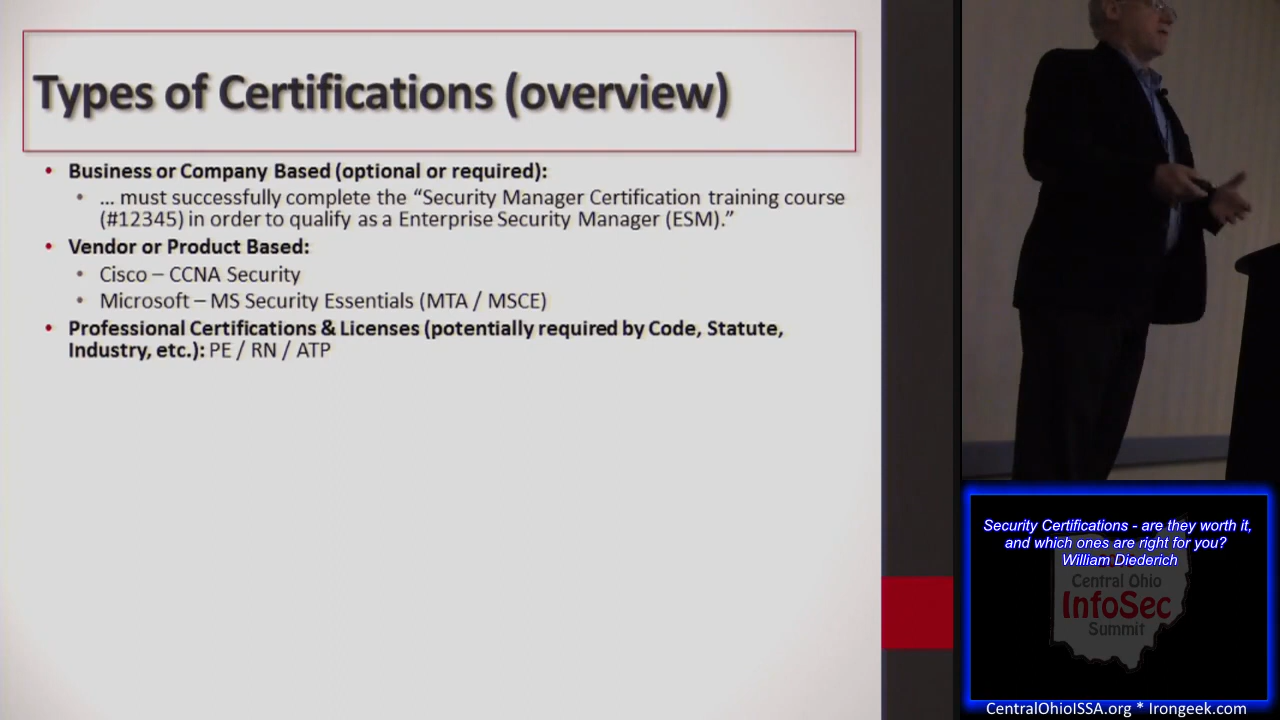 Types of Certifications (overview)
• Business or Company Based (optional or required):
• ... must successfully complete the “Security Manager Certification training course
(#12345) in order to qualify as a Enterprise Security Manager (ESM).”
• Vendor or Product Based:
• Cisco – CCNA Security
• Microsoft – MS Security Essentials (MTA / MSCE)
• Professional Certifications & Licenses (potentially required by Code, Statute,
Industry, etc.): PE / RN / ATP
Security Certifications - are they worth it,
and which ones are right for you?
William Diederich
Central Ohio
InfoSec
Summit
CentralOhioISSA.org * Irongeek.com